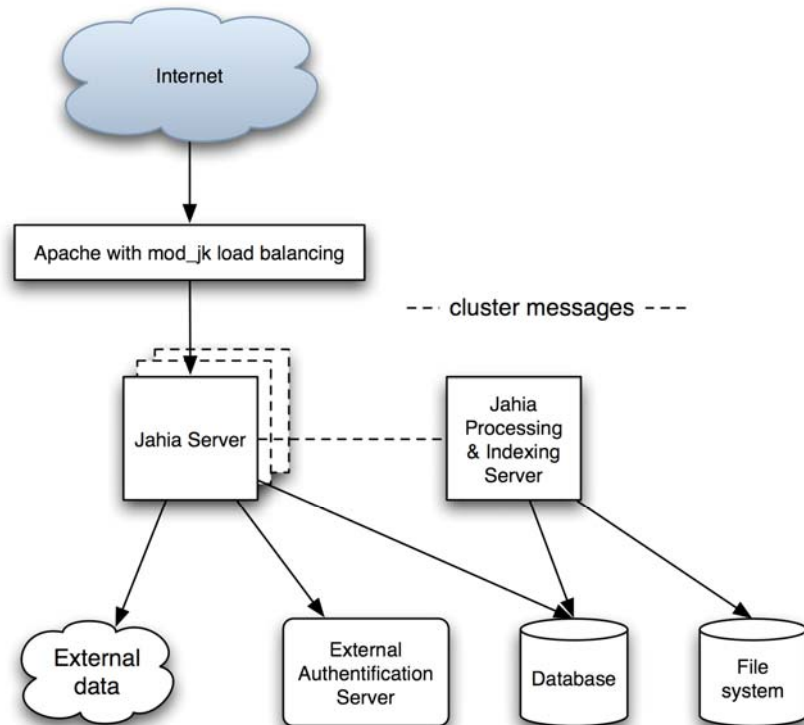 Internet
Apache with mod_jk load balancing
cluster messages
Jahia Server
Jahia
Processing
& Indexing
Server
External
data
External
Authentification
Server
Database
File
system